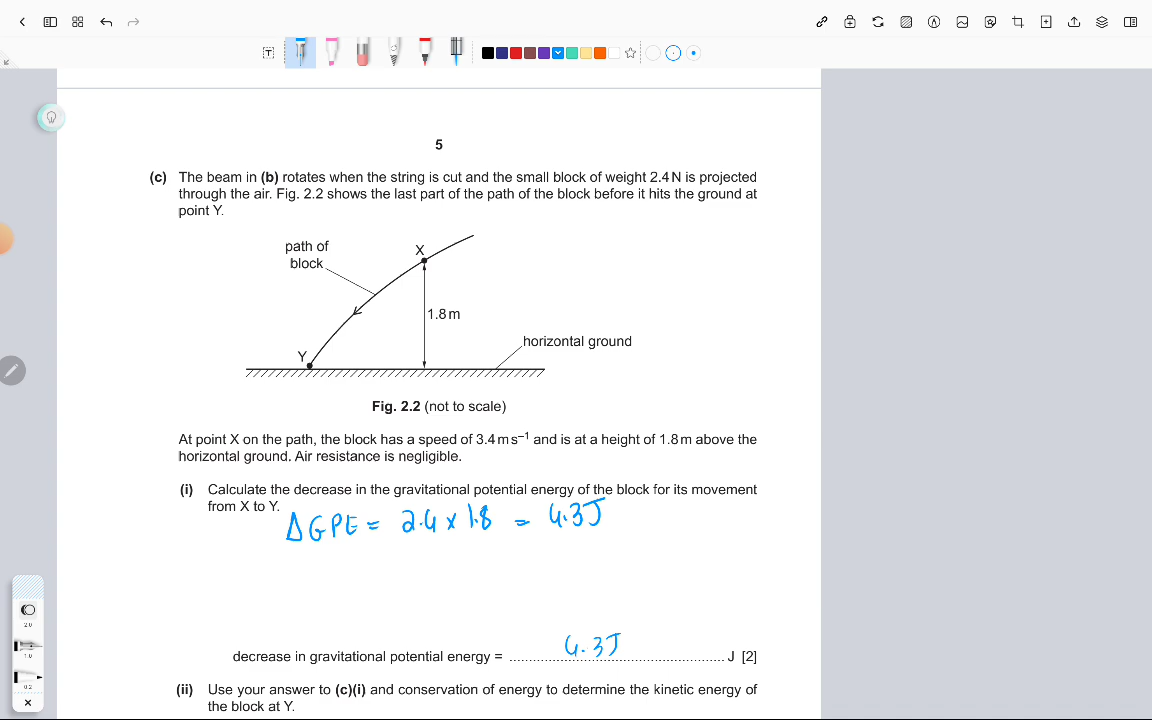 5
(c) The beam in (b) rotates when the string is cut and the small block of weight 2.4 N is projected
through the air. Fig. 2.2 shows the last part of the path of the block before it hits the ground at
point Y.
path of
block
X
1.8 m
Y
horizontal ground
Fig. 2.2 (not to scale)
At point X on the path, the block has a speed of 3.4 m s⁻¹ and is at a height of 1.8 m above the
horizontal ground. Air resistance is negligible.
(i) Calculate the decrease in the gravitational potential energy of the block for its movement
from X to Y.
ΔGPE = 2.4 × 1.8 = 4.3J
4.3J
decrease in gravitational potential energy = ...................................................... J [2]
(ii) Use your answer to (c)(i) and conservation of energy to determine the kinetic energy of
the block at Y.
2.0
1.0
0.2